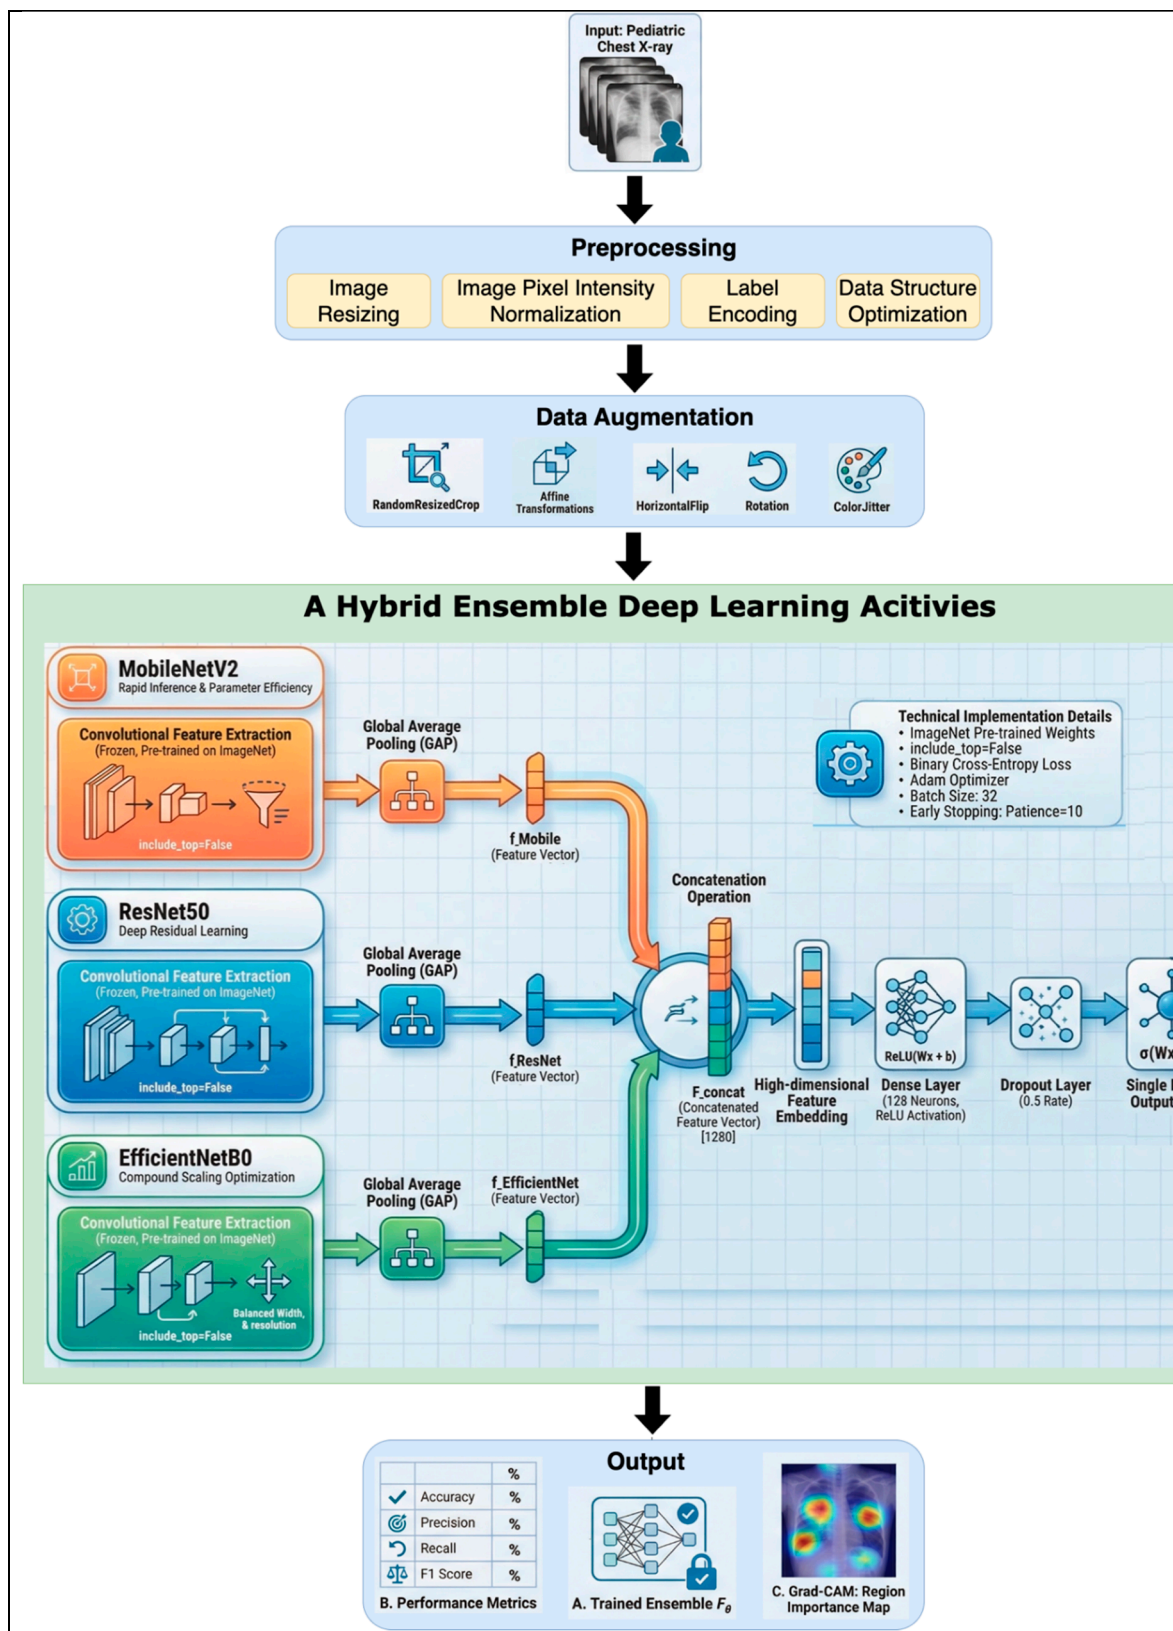 Input: Pediatric
Chest X-ray
Preprocessing
Image
Resizing
Image Pixel Intensity
Normalization
Label
Encoding
Data Structure
Optimization
Data Augmentation
RandomResizedCrop
Affine
Transformations
HorizontalFlip
Rotation
ColorJitter
A Hybrid Ensemble Deep Learning Acitivies
MobileNetV2
Rapid Inference & Parameter Efficiency
Convolutional Feature Extraction
(Frozen, Pre-trained on ImageNet)
include_top=False
Global Average
Pooling (GAP)
f_Mobile
(Feature Vector)
Technical Implementation Details
• ImageNet Pre-trained Weights
• include_top=False
• Binary Cross-Entropy Loss
• Adam Optimizer
• Batch Size: 32
• Early Stopping: Patience=10
ResNet50
Deep Residual Learning
Convolutional Feature Extraction
(Frozen, Pre-trained on ImageNet)
include_top=False
Global Average
Pooling (GAP)
f_ResNet
(Feature Vector)
Concatenation
Operation
F_concat
(Concatenated
Feature Vector)
[1280]
High-dimensional
Feature
Embedding
ReLU(Wx + b)
Dense Layer
(128 Neurons,
ReLU Activation)
Dropout Layer
(0.5 Rate)
σ(Wx
Single
Output
EfficientNetB0
Compound Scaling Optimization
Convolutional Feature Extraction
(Frozen, Pre-trained on ImageNet)
Balanced Width,
& resolution
include_top=False
Global Average
Pooling (GAP)
f_EfficientNet
(Feature Vector)
Output
%
Accuracy %
Precision %
Recall %
F1 Score %
B. Performance Metrics
A. Trained Ensemble Fθ
C. Grad-CAM: Region
Importance Map